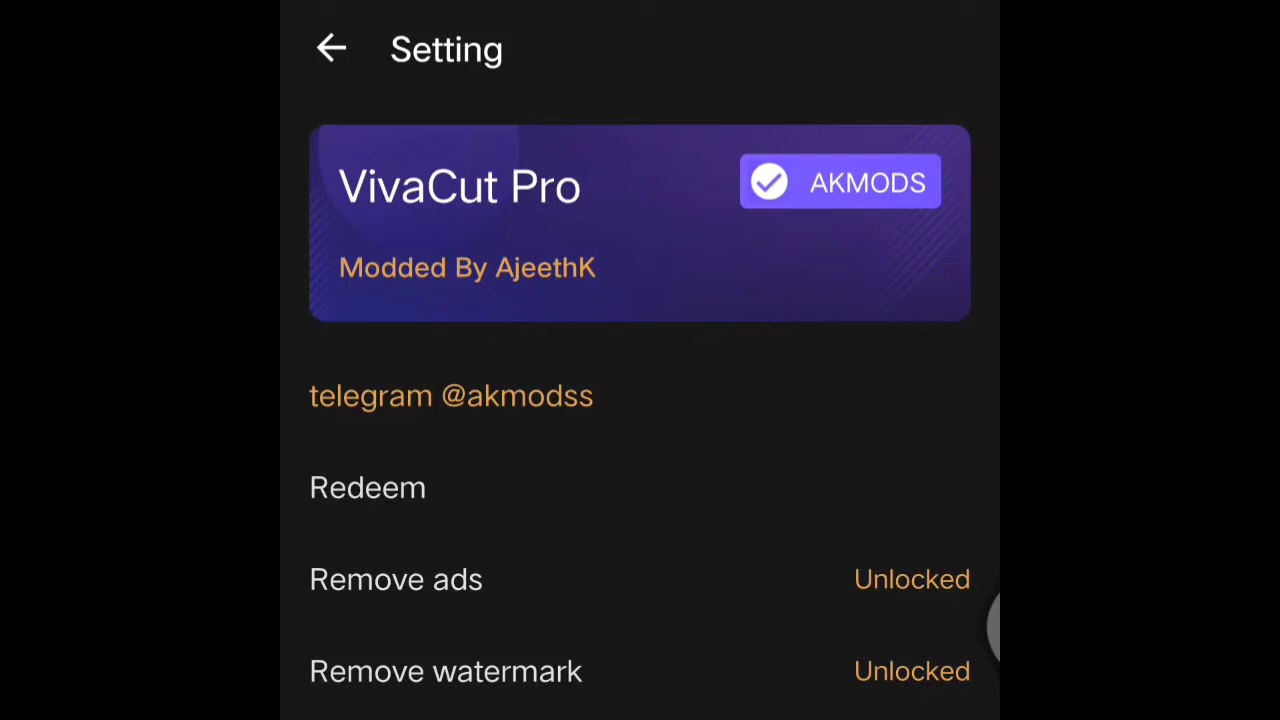 Setting
VivaCut Pro
AKMODS
Modded By AjeethK
telegram @akmodss
Redeem
Remove ads
Unlocked
Remove watermark
Unlocked